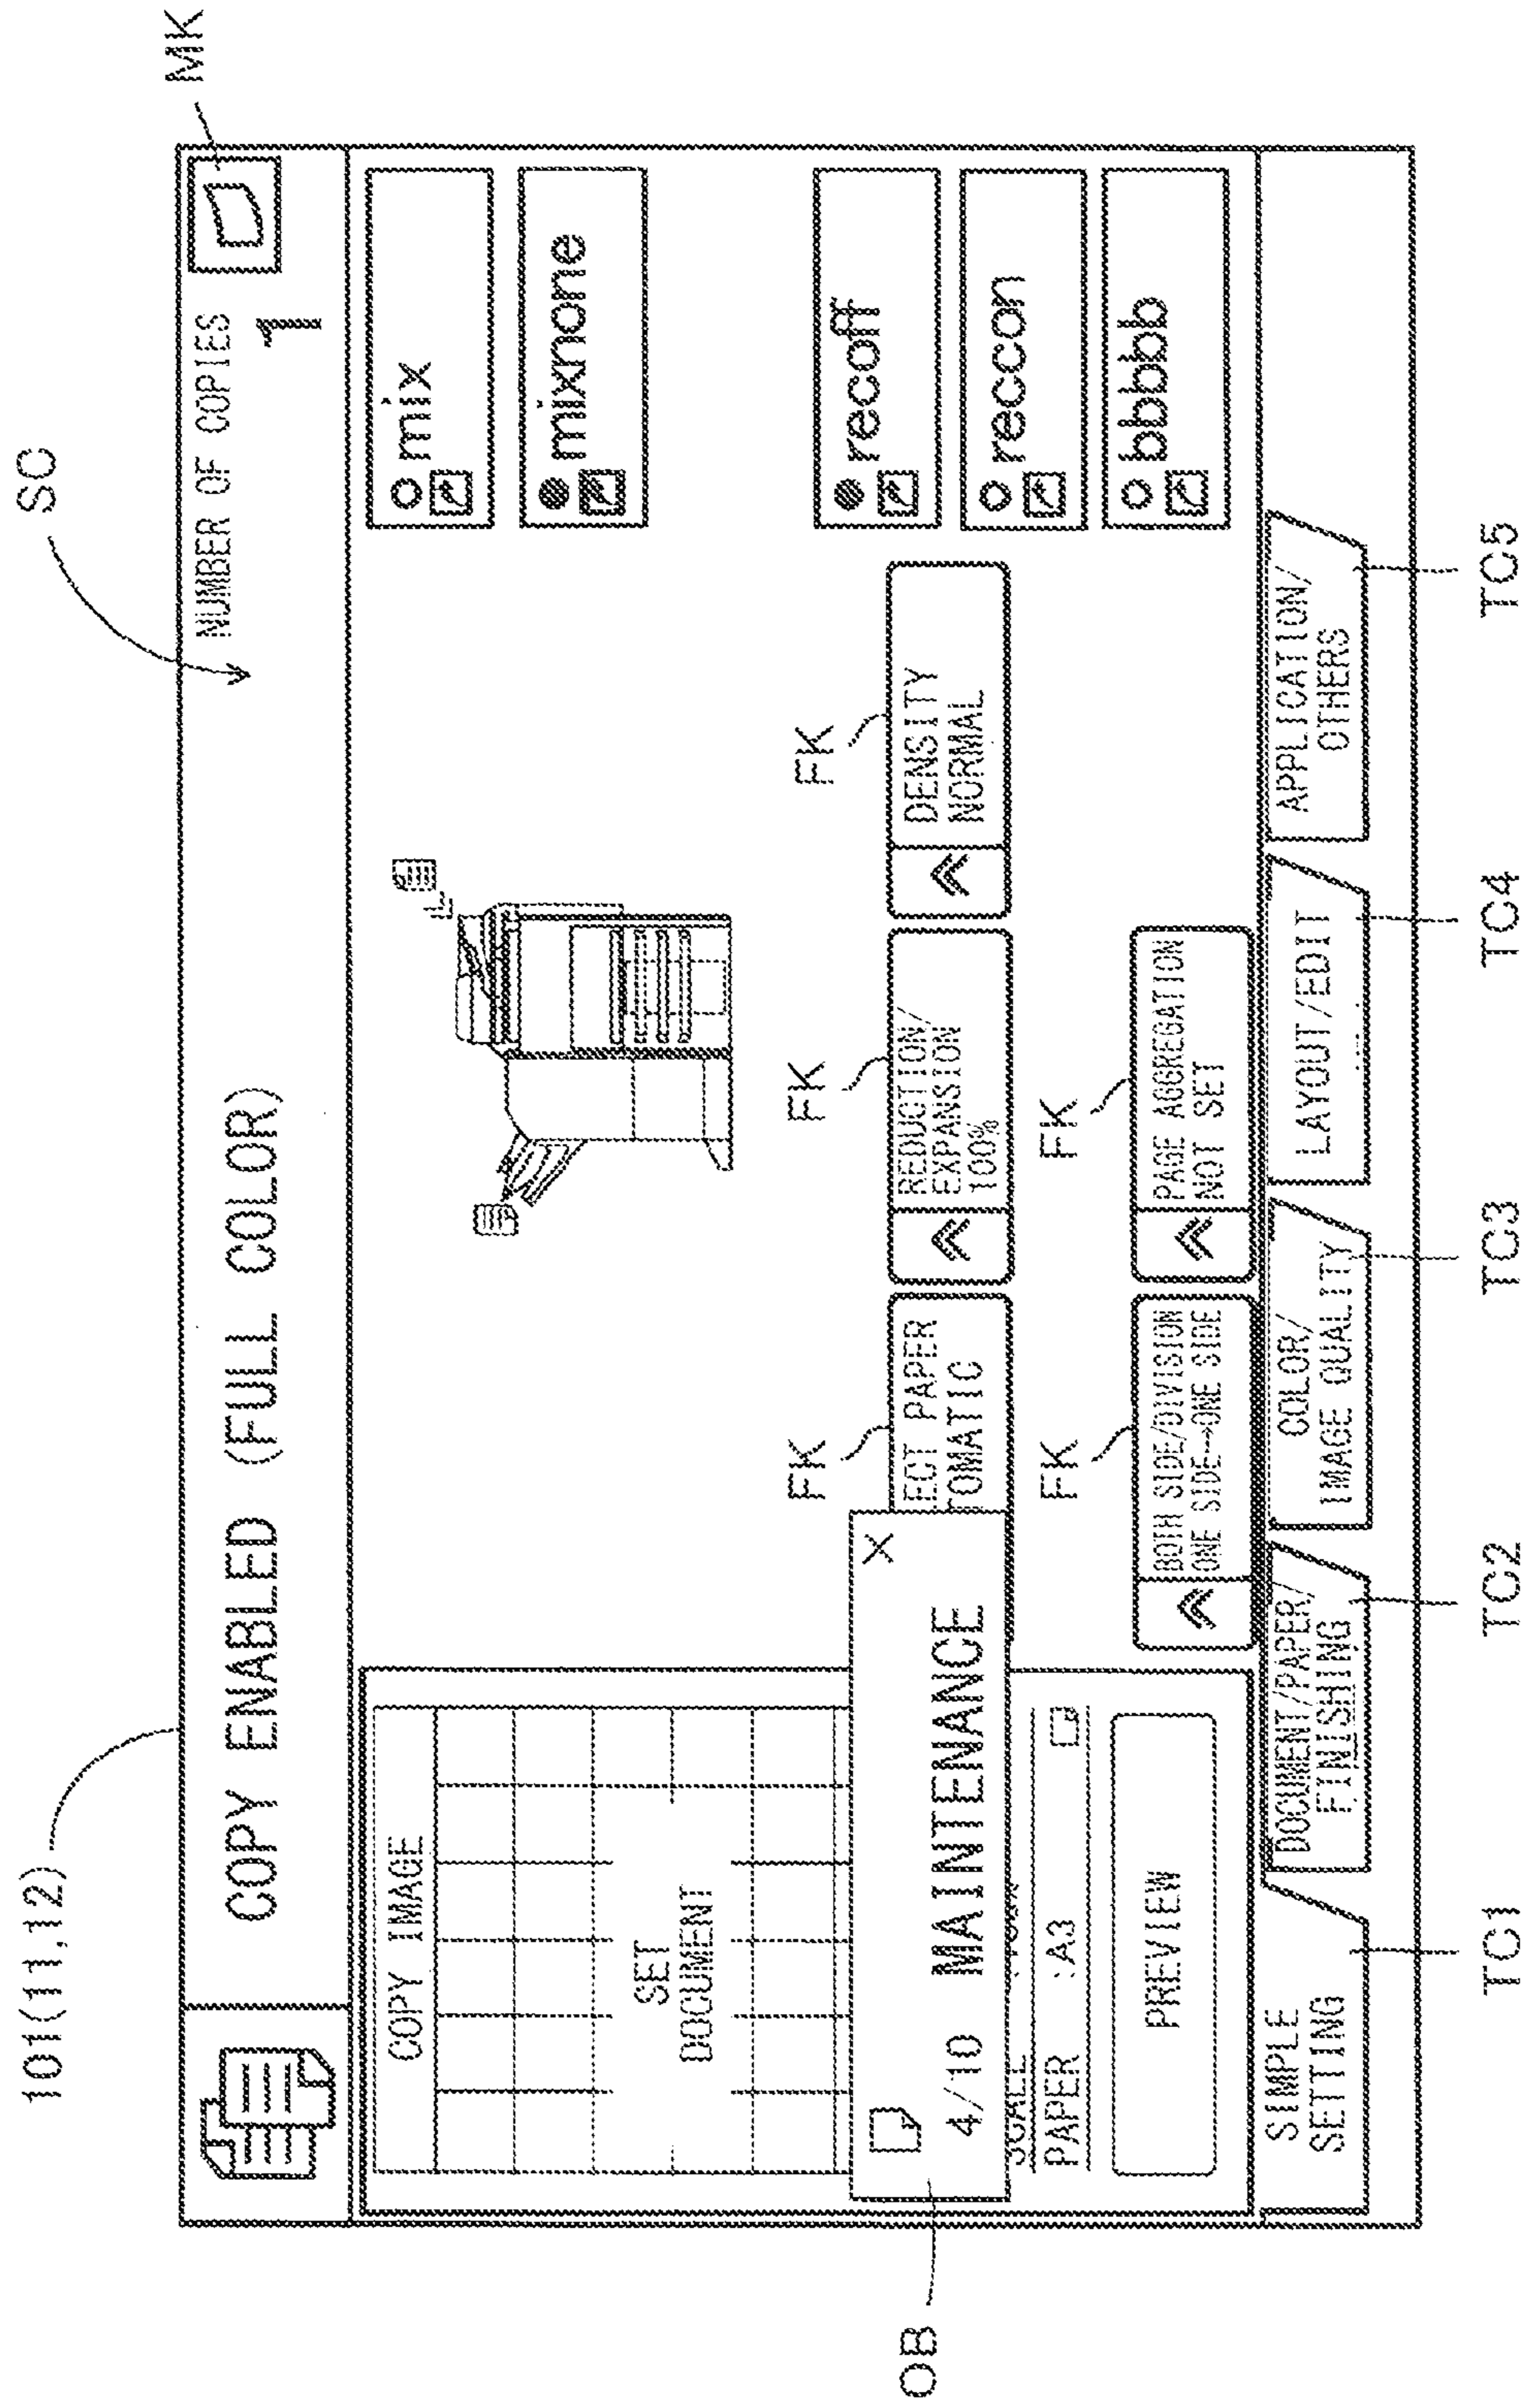 101(11,12)
SC
MK
COPY ENABLED (FULL COLOR)
NUMBER OF COPIES
1
COPY IMAGE
SET
DOCUMENT
mix
mixnone
recoff
reccon
bbbbb
OB
4/10 MAINTENANCE
X
FK
ECT PAPER
TOMATIC
FK
REDUCTION/
EXPANSION
100%
FK
DENSITY
NORMAL
SCALE
PAPER :A3
PREVIEW
FK
BOTH SIDE/DIVISION
ONE SIDE→ONE SIDE
FK
PAGE AGGREGATION
NOT SET
SIMPLE
SETTING
DOCUMENT/PAPER/
FINISHING
COLOR/
IMAGE QUALITY
LAYOUT/EDIT
APPLICATION/
OTHERS
TC1
TC2
TC3
TC4
TC5